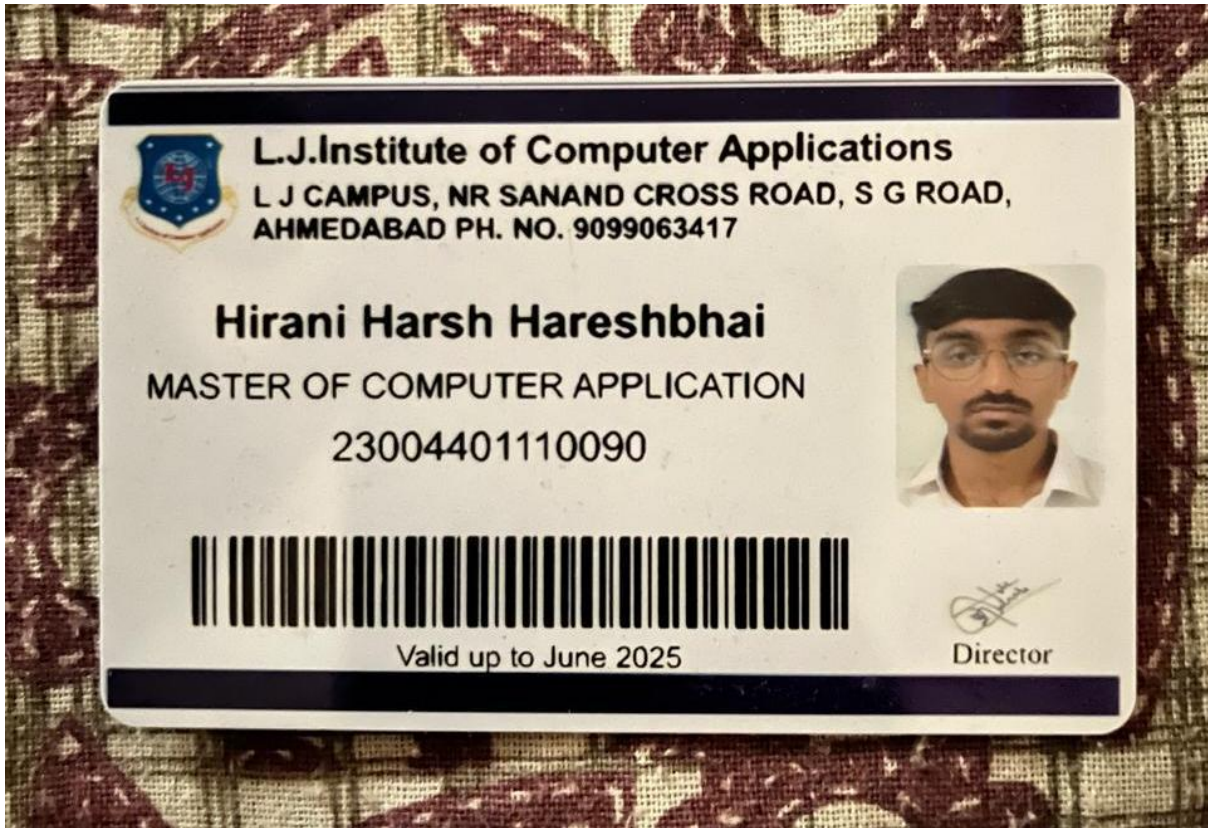 L.J.Institute of Computer Applications
L J CAMPUS, NR SANAND CROSS ROAD, S G ROAD,
AHMEDABAD PH. NO. 9099063417
Hirani Harsh Hareshbhai
MASTER OF COMPUTER APPLICATION
23004401110090
Valid up to June 2025
Director